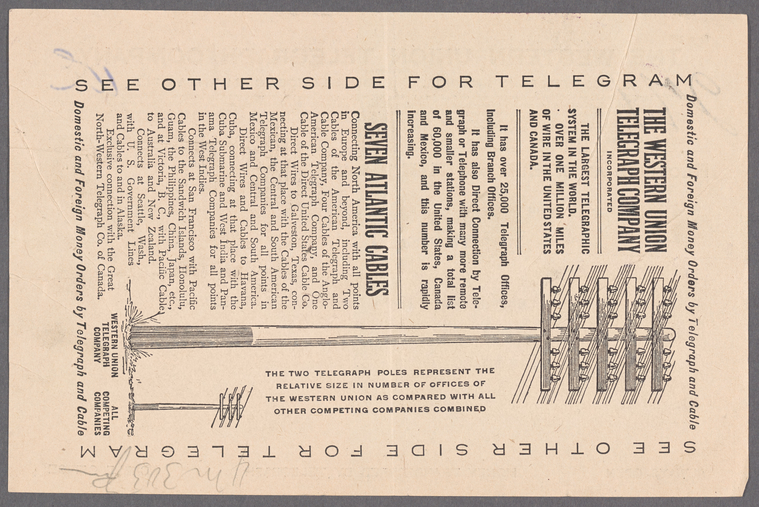 SEE OTHER SIDE FOR TELEGRAM
Domestic and Foreign Money Orders by Telegraph and Cable
THE WESTERN UNION
TELEGRAPH COMPANY
INCORPORATED
THE LARGEST TELEGRAPHIC
SYSTEM IN THE WORLD.
OVER ONE MILLION MILES
OF WIRE IN THE UNITED STATES
AND CANADA.
It has over 25,000 Telegraph Offices,
including Branch Offices.
It has also Direct Connection by Tele-
graph or Telephone with many more remote
and smaller stations, making a total list
of 60,000 in the United States, Canada
and Mexico, and this number is rapidly
increasing.
SEVEN ATLANTIC CABLES
Connecting North America with all points
in Europe and beyond, including Two
Cables of the American Telegraph and
Cable Company, Four Cables of the Anglo-
American Telegraph Company, and One
Cable of the Direct United States Cable Co.
Direct Wires to Galveston, Texas, con-
necting at that place with the Cables of the
Mexican, the Central and South American
Telegraph Companies for all points in
Mexico and Central and South America.
Direct Wires and Cables to Havana,
Cuba, connecting at that place with the
Cuba Submarine and West India and Pan-
ama Telegraph Companies for all points
in the West Indies.
Connects at San Francisco with Pacific
Cables to the Sandwich Islands, Honolulu,
Guam, the Philippines, China, Japan, etc.,
and at Victoria, B. C., with Pacific Cable
to Australia and New Zealand.
Connects at Seattle, Wash.,
with U. S. Government Lines
and Cables to and in Alaska.
Exclusive connection with the Great
North-Western Telegraph Co. of Canada.
WESTERN UNION
TELEGRAPH
COMPANY
ALL
COMPETING
COMPANIES
THE TWO TELEGRAPH POLES REPRESENT THE
RELATIVE SIZE IN NUMBER OF OFFICES OF
THE WESTERN UNION AS COMPARED WITH ALL
OTHER COMPETING COMPANIES COMBINED
Domestic and Foreign Money Orders by Telegraph and Cable
SEE OTHER SIDE FOR TELEGRAM